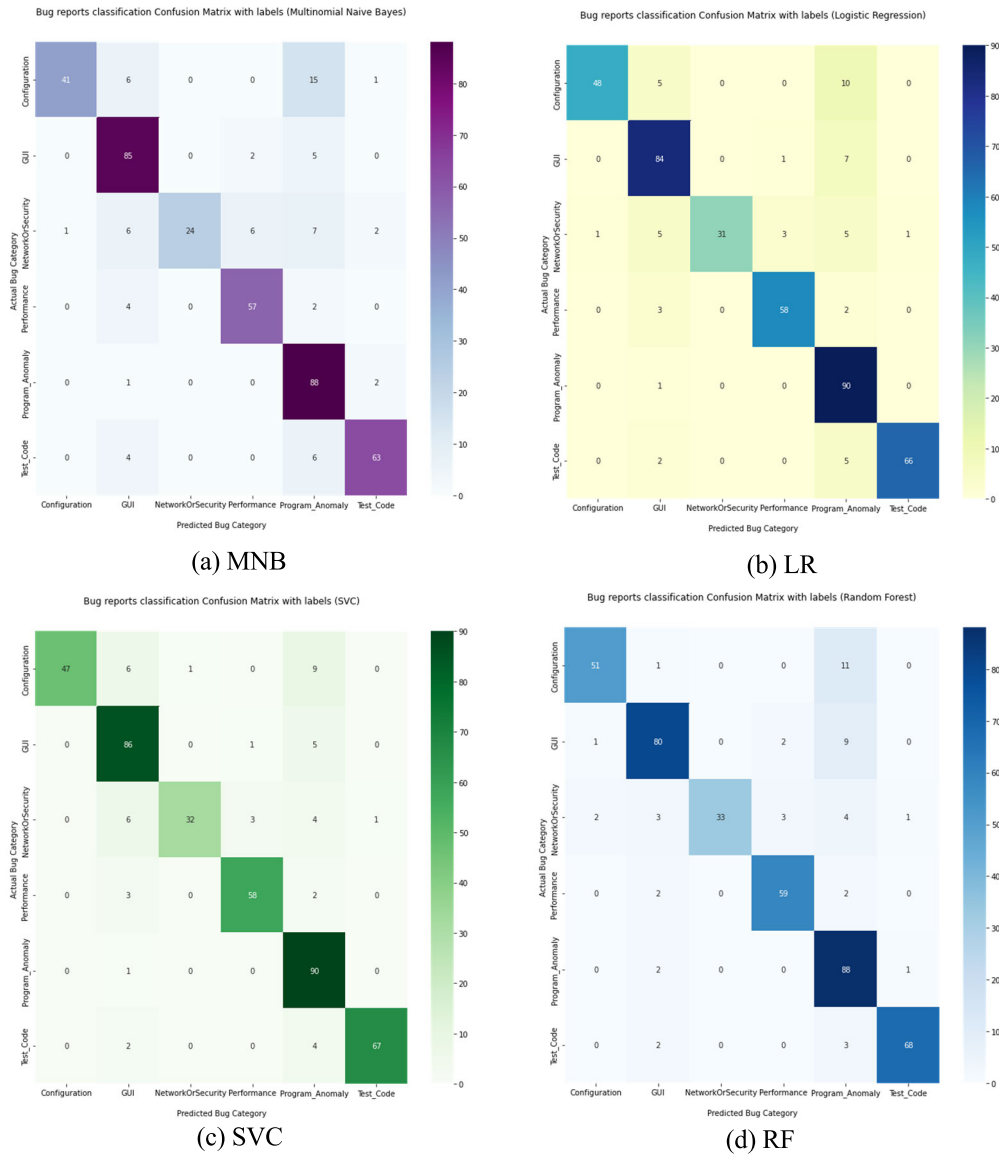 Bug reports classification Confusion Matrix with labels (Multinomial Naive Bayes)
Actual Bug Category
Configuration 41 6 0 0 15 1
GUI 0 85 0 2 5 0
NetworkOrSecurity 1 6 24 6 7 2
Performance 0 4 0 57 2 0
Program_Anomaly 0 1 0 0 88 2
Test_Code 0 4 0 0 6 63
Configuration GUI NetworkOrSecurity Performance Program_Anomaly Test_Code
Predicted Bug Category
80
70
60
50
40
30
20
10
0
(a) MNB
Bug reports classification Confusion Matrix with labels (Logistic Regression)
Actual Bug Category
Configuration 48 5 0 0 10 0
GUI 0 84 0 1 7 0
NetworkOrSecurity 1 5 31 3 5 1
Performance 0 3 0 58 2 0
Program_Anomaly 0 1 0 0 90 0
Test_Code 0 2 0 0 5 66
Configuration GUI NetworkOrSecurity Performance Program_Anomaly Test_Code
Predicted Bug Category
90
80
70
60
50
40
30
20
10
0
(b) LR
Bug reports classification Confusion Matrix with labels (SVC)
Actual Bug Category
Configuration 47 6 1 0 9 0
GUI 0 86 0 1 5 0
NetworkOrSecurity 0 6 32 3 4 1
Performance 0 3 0 58 2 0
Program_Anomaly 0 1 0 0 90 0
Test_Code 0 2 0 0 4 67
Configuration GUI NetworkOrSecurity Performance Program_Anomaly Test_Code
Predicted Bug Category
90
80
70
60
50
40
30
20
10
0
(c) SVC
Bug reports classification Confusion Matrix with labels (Random Forest)
Actual Bug Category
Configuration 51 1 0 0 11 0
GUI 1 80 0 2 9 0
NetworkOrSecurity 2 3 33 3 4 1
Performance 0 2 0 59 2 0
Program_Anomaly 0 2 0 0 88 1
Test_Code 0 2 0 0 3 68
Configuration GUI NetworkOrSecurity Performance Program_Anomaly Test_Code
Predicted Bug Category
80
70
60
50
40
30
20
10
0
(d) RF